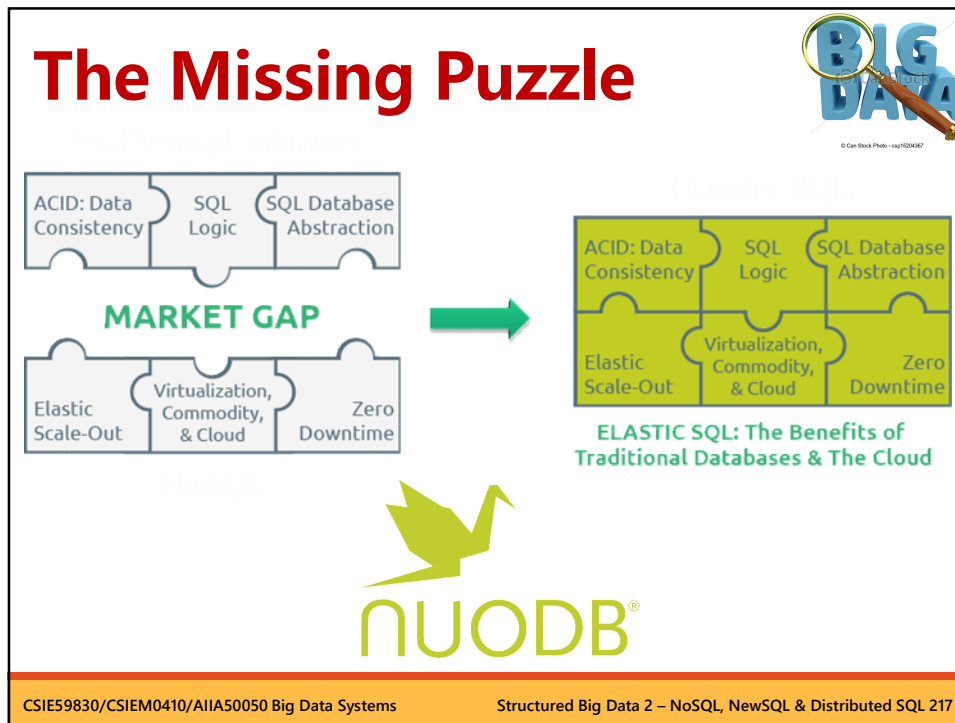 The Missing Puzzle
BIG
DATA
(C) CanStock
© Can Stock Photo - csp15204367
ACID: Data
Consistency
SQL
Logic
SQL Database
Abstraction
MARKET GAP
Elastic
Scale-Out
Virtualization,
Commodity,
& Cloud
Zero
Downtime
ACID: Data
Consistency
SQL
Logic
SQL Database
Abstraction
Elastic
Scale-Out
Virtualization,
Commodity,
& Cloud
Zero
Downtime
ELASTIC SQL: The Benefits of
Traditional Databases & The Cloud
NUODB®
CSIE59830/CSIEM0410/AIIA50050 Big Data Systems
Structured Big Data 2 – NoSQL, NewSQL & Distributed SQL 217